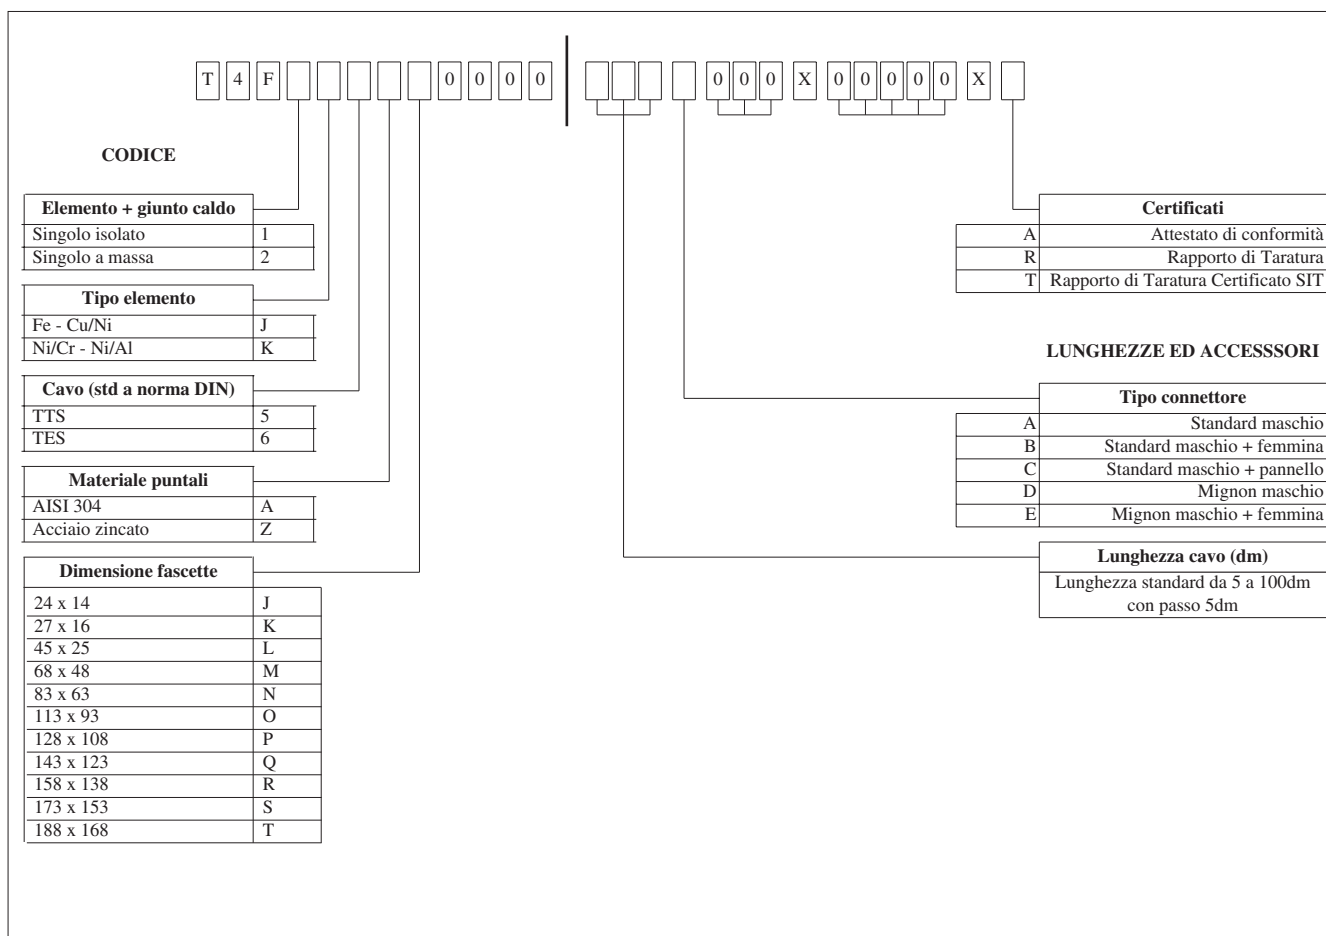 T 4 F 0 0 0 0 0 0 0 X 0 0 0 0 0 X
CODICE
Elemento + giunto caldo
Singolo isolato 1
Singolo a massa 2
Tipo elemento
Fe - Cu/Ni J
Ni/Cr - Ni/Al K
Cavo (std a norma DIN)
TTS 5
TES 6
Materiale puntali
AISI 304 A
Acciaio zincato Z
Dimensione fascette
24 x 14 J
27 x 16 K
45 x 25 L
68 x 48 M
83 x 63 N
113 x 93 O
128 x 108 P
143 x 123 Q
158 x 138 R
173 x 153 S
188 x 168 T
Certificati
A Attestato di conformità
R Rapporto di Taratura
T Rapporto di Taratura Certificato SIT
LUNGHEZZE ED ACCESSSORI
Tipo connettore
A Standard maschio
B Standard maschio + femmina
C Standard maschio + pannello
D Mignon maschio
E Mignon maschio + femmina
Lunghezza cavo (dm)
Lunghezza standard da 5 a 100dm
con passo 5dm